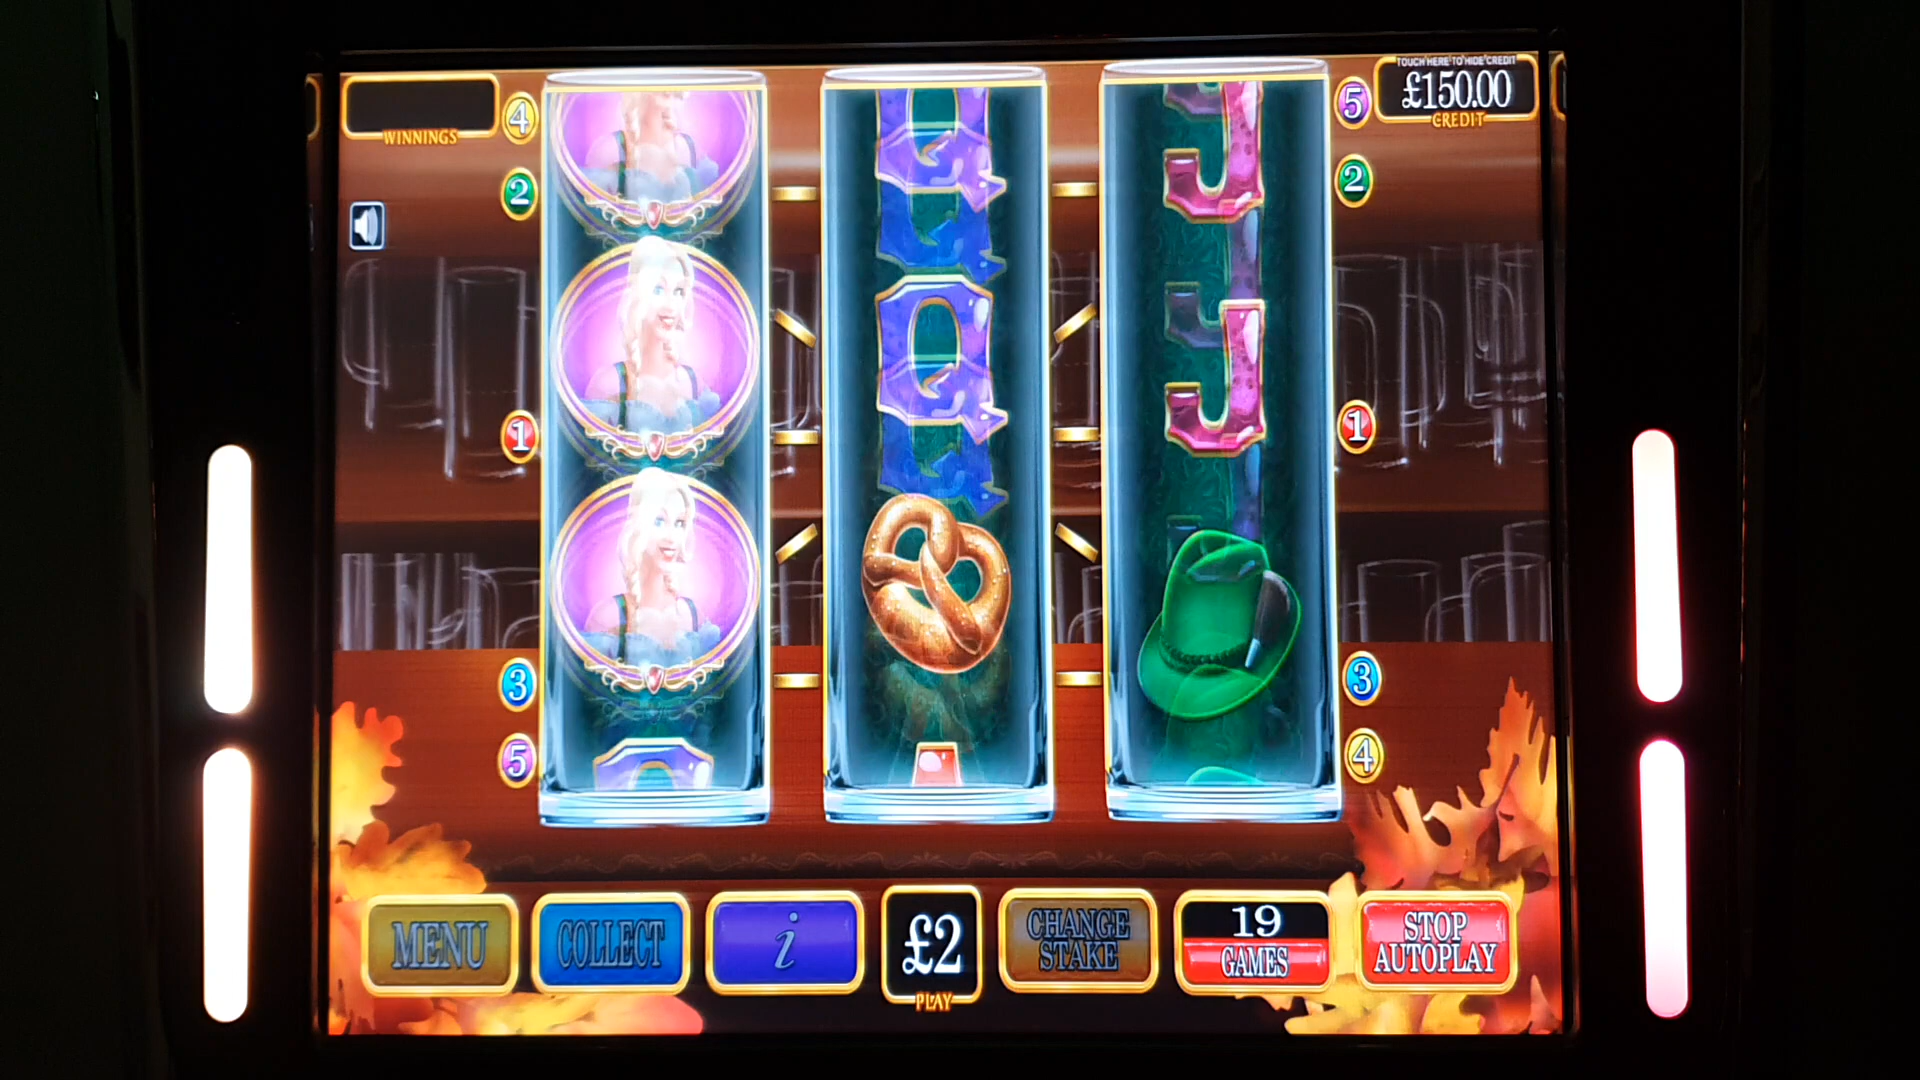 TOUCH HERE TO HIDE CREDIT
£150.00
CREDIT
WINNINGS
4
5
2
2
1
1
3
3
5
4
Q
J
Q
J
MENU
COLLECT
i
£2
PLAY
CHANGE
STAKE
19
GAMES
STOP
AUTOPLAY